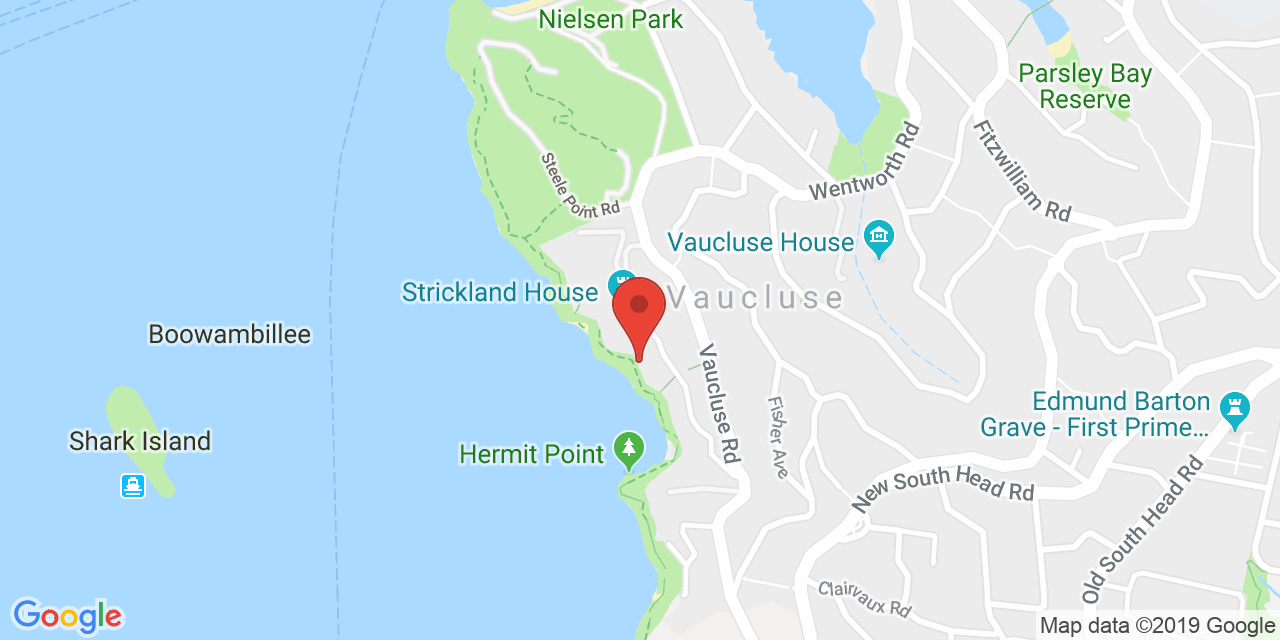 Nielsen Park
Parsley Bay
Reserve
Steele Point Rd
Wentworth Rd
Fitzwilliam Rd
Vaucluse House
Strickland House
Vaucluse
Boowambillee
Vaucluse Rd
Shark Island
Hermit Point
Fisher Ave
Edmund Barton
Grave - First Prime...
New South Head Rd
Old South Head Rd
Clairvaux Rd
Google
Map data ©2019 Google